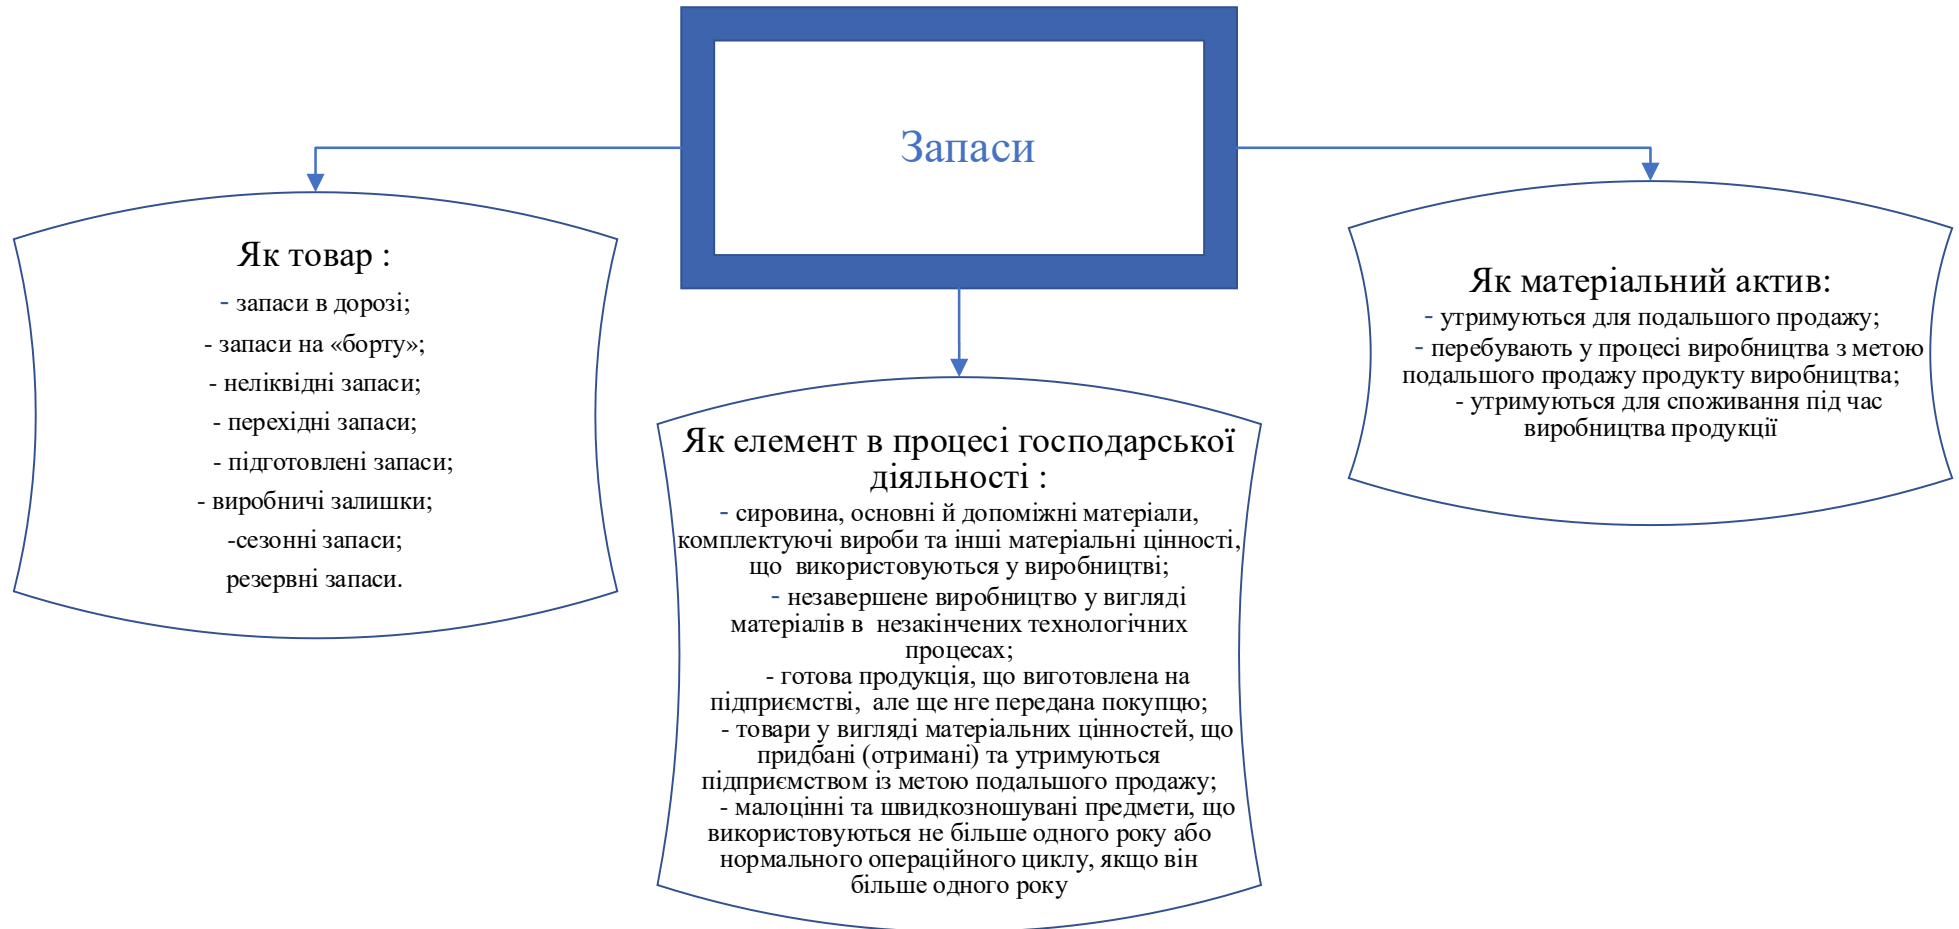 Запаси
Як товар :
- запаси в дорозі;
- запаси на «борту»;
- неліквідні запаси;
- перехідні запаси;
- підготовлені запаси;
- виробничі залишки;
-сезонні запаси;
резервні запаси.
Як елемент в процесі господарської
діяльності :
- сировина, основні й допоміжні матеріали,
комплектуючі вироби та інші матеріальні цінності,
що використовуються у виробництві;
- незавершене виробництво у вигляді
матеріалів в незакінчених технологічних
процесах;
- готова продукція, що виготовлена на
підприємстві, але ще нге передана покупцю;
- товари у вигляді матеріальних цінностей, що
придбані (отримані) та утримуються
підприємством із метою подальшого продажу;
- малоцінні та швидкозношувані предмети, що
використовуються не більше одного року або
нормального операційного циклу, якщо він
більше одного року
Як матеріальний актив:
- утримуються для подальшого продажу;
- перебувають у процесі виробництва з метою
подальшого продажу продукту виробництва;
- утримуються для споживання під час
виробництва продукції